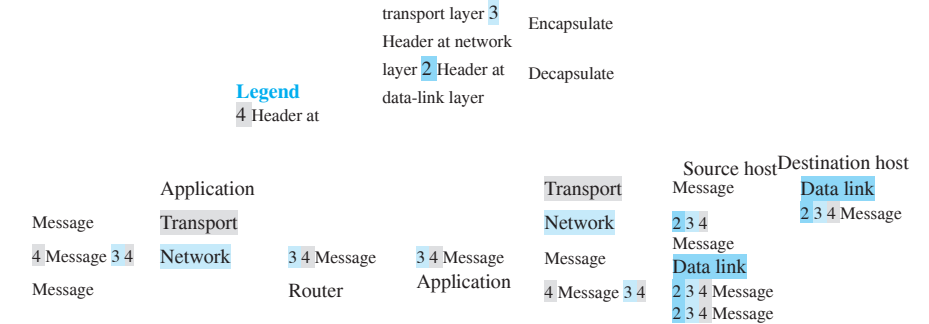 transport layer 3
Header at network
layer 2 Header at
data-link layer
Encapsulate
Decapsulate
Legend
4 Header at
Source host
Destination host
Application
Transport
Message
Data link
Message
Transport
Network
2 3 4
2 3 4 Message
Message
4 Message 3 4
Network
3 4 Message
3 4 Message
Message
Data link
Message
Router
Application
4 Message 3 4
2 3 4 Message
2 3 4 Message